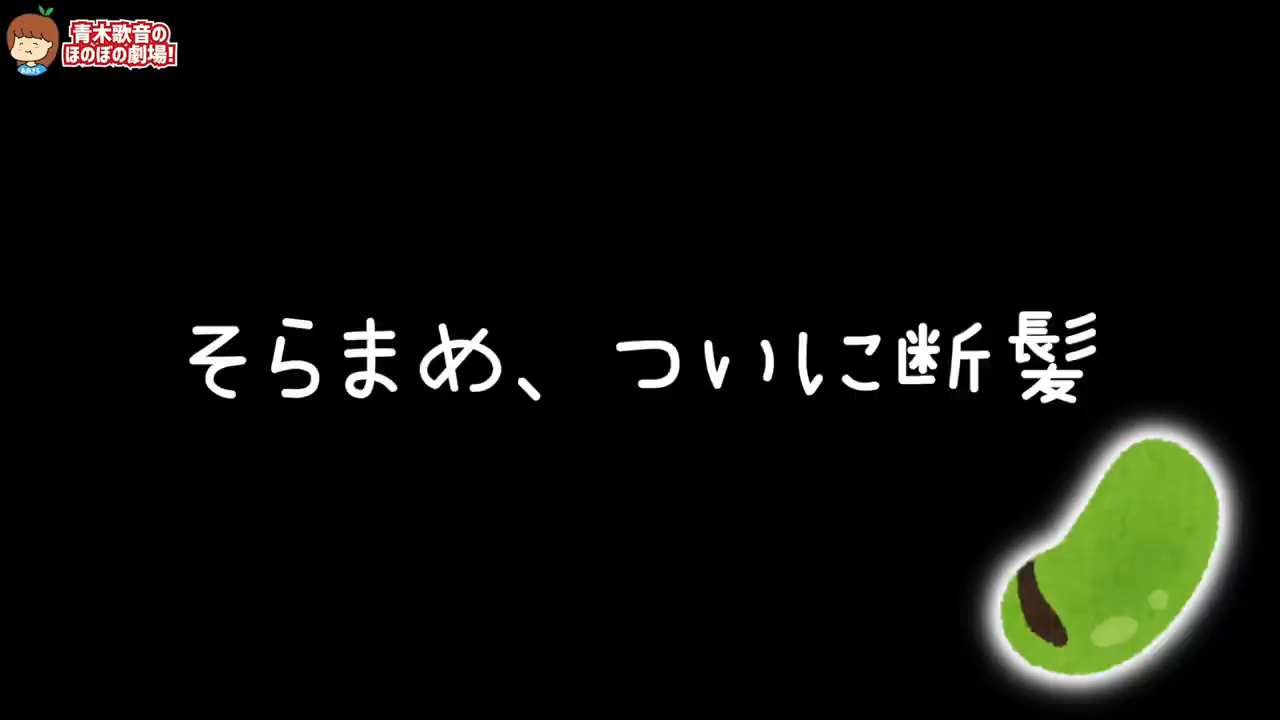 青木歌音の
ほのぼの劇場!
そらまめ、ついに断髪